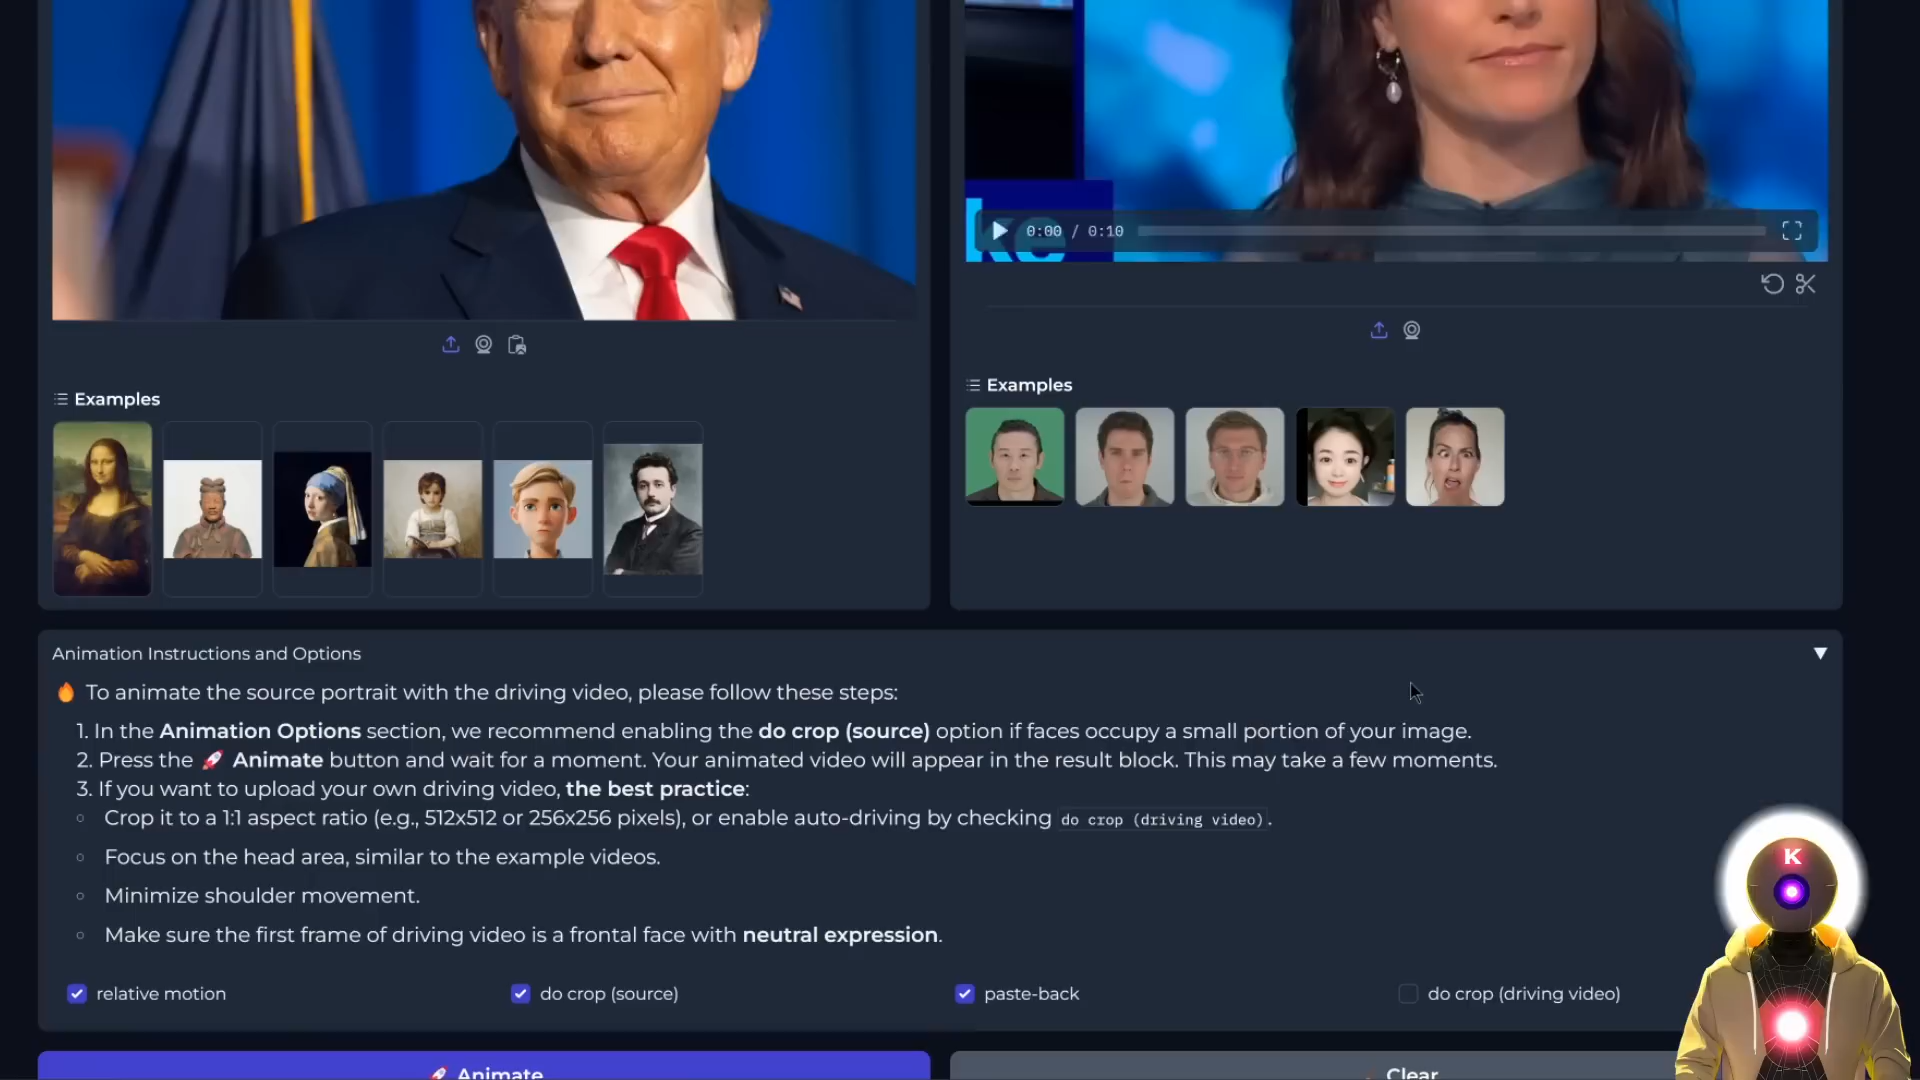 ke
0:00 / 0:10
Examples
Examples
Animation Instructions and Options
🔥 To animate the source portrait with the driving video, please follow these steps:
1. In the Animation Options section, we recommend enabling the do crop (source) option if faces occupy a small portion of your image.
2. Press the 🚀 Animate button and wait for a moment. Your animated video will appear in the result block. This may take a few moments.
3. If you want to upload your own driving video, the best practice:
○ Crop it to a 1:1 aspect ratio (e.g., 512x512 or 256x256 pixels), or enable auto-driving by checking do crop (driving video).
○ Focus on the head area, similar to the example videos.
○ Minimize shoulder movement.
○ Make sure the first frame of driving video is a frontal face with neutral expression.
relative motion
do crop (source)
paste-back
do crop (driving video)
🚀 Animate
Clear
K